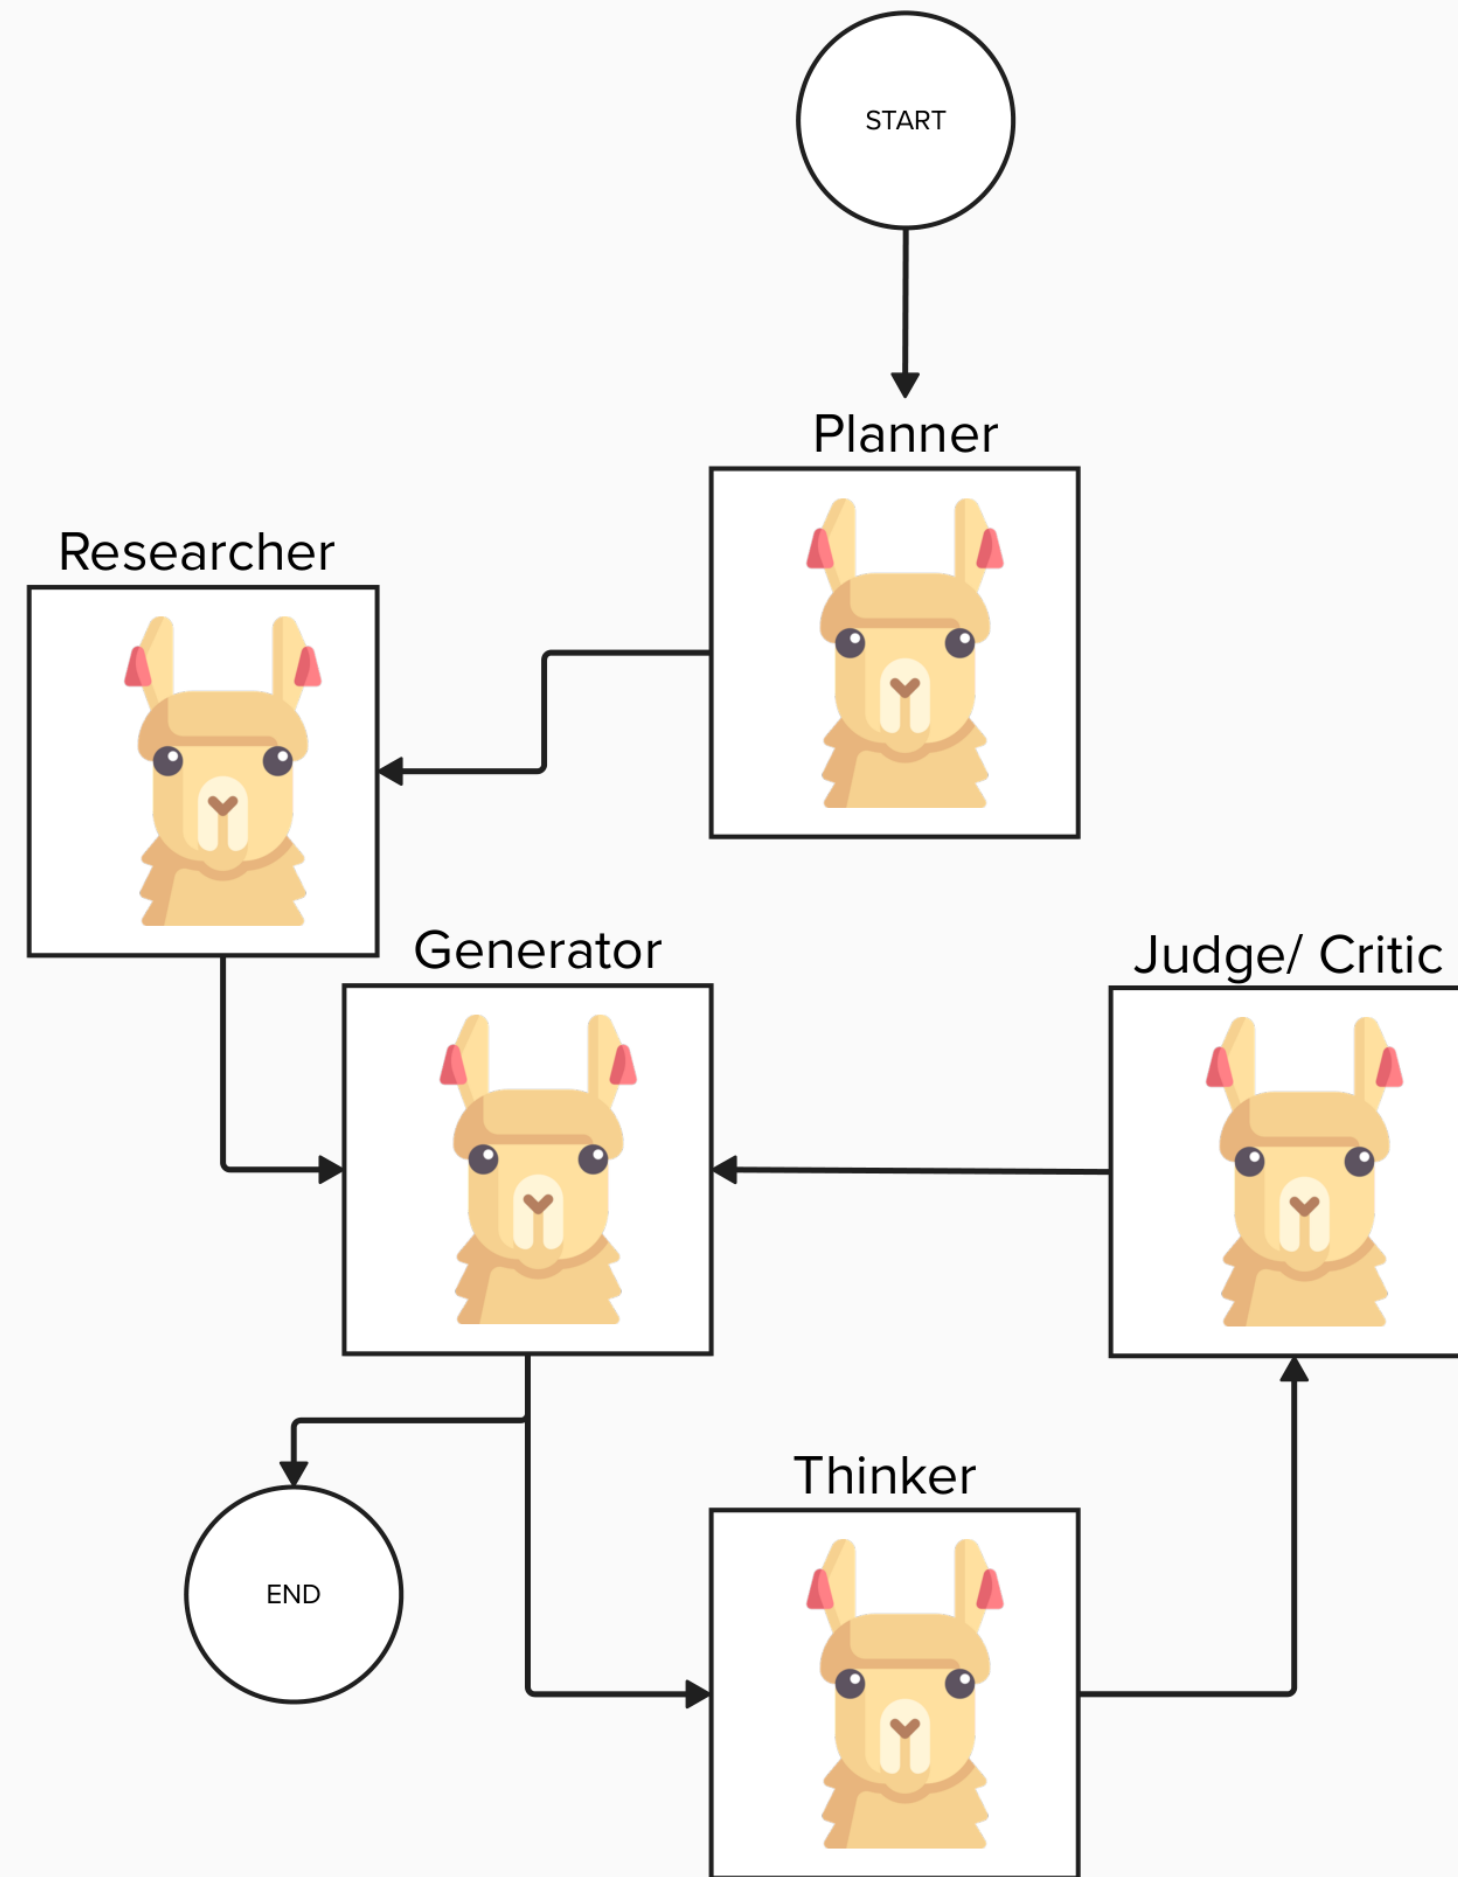 START
Planner
Researcher
Generator
Judge/ Critic
Thinker
END